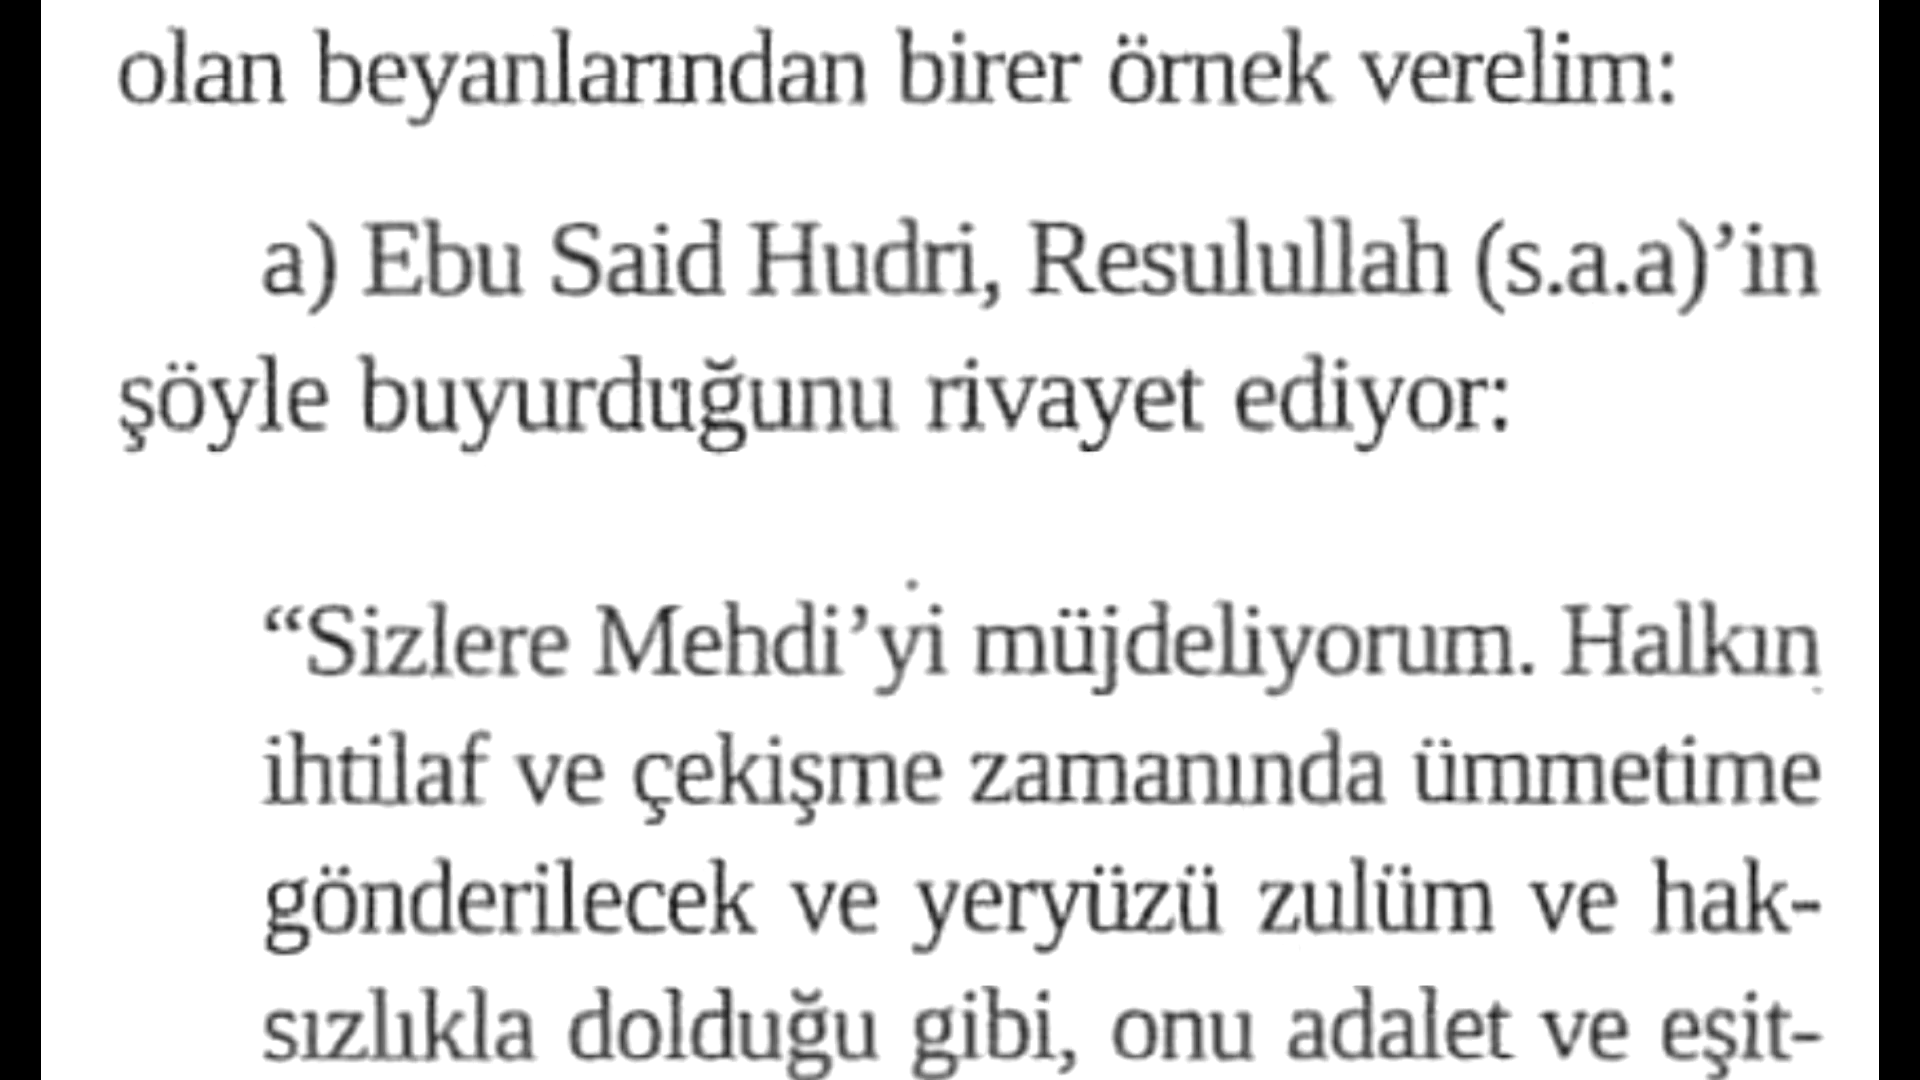 olan beyanlarından birer örnek verelim:
a) Ebu Said Hudri, Resulullah (s.a.a)’in
şöyle buyurduğunu rivayet ediyor:
“Sizlere Mehdi’yi müjdeliyorum. Halkın
ihtilaf ve çekişme zamanında ümmetime
gönderilecek ve yeryüzü zulüm ve hak-
sızlıkla dolduğu gibi, onu adalet ve eşit-